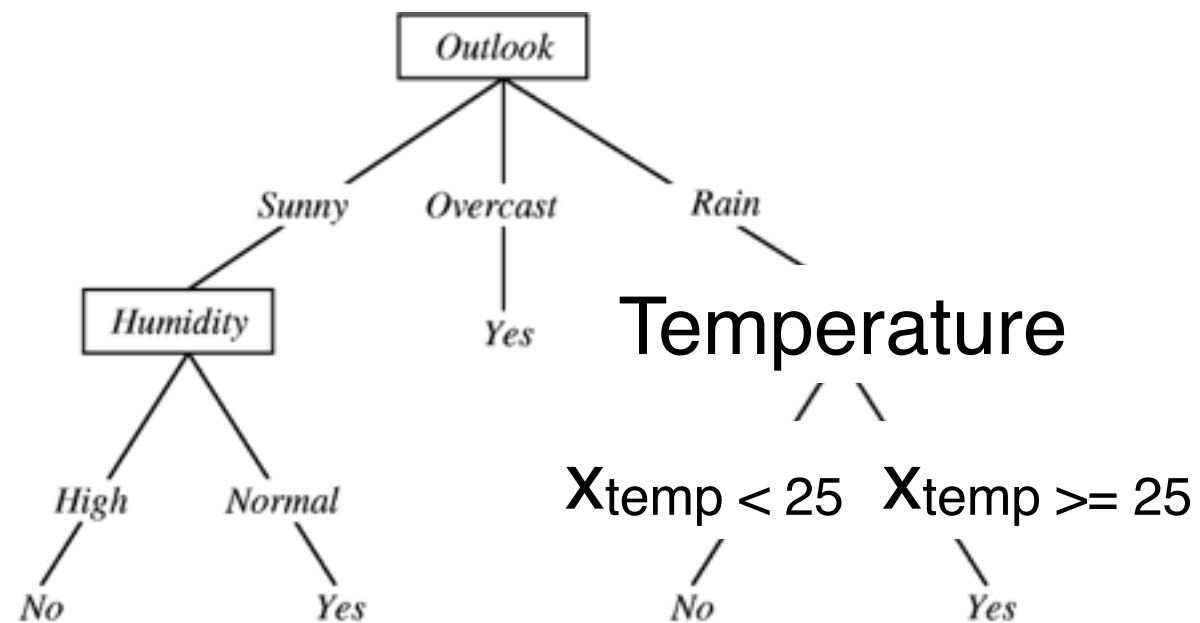 Outlook
Sunny Overcast Rain
Humidity Yes Temperature
High Normal xtemp < 25 xtemp >= 25
No Yes No Yes